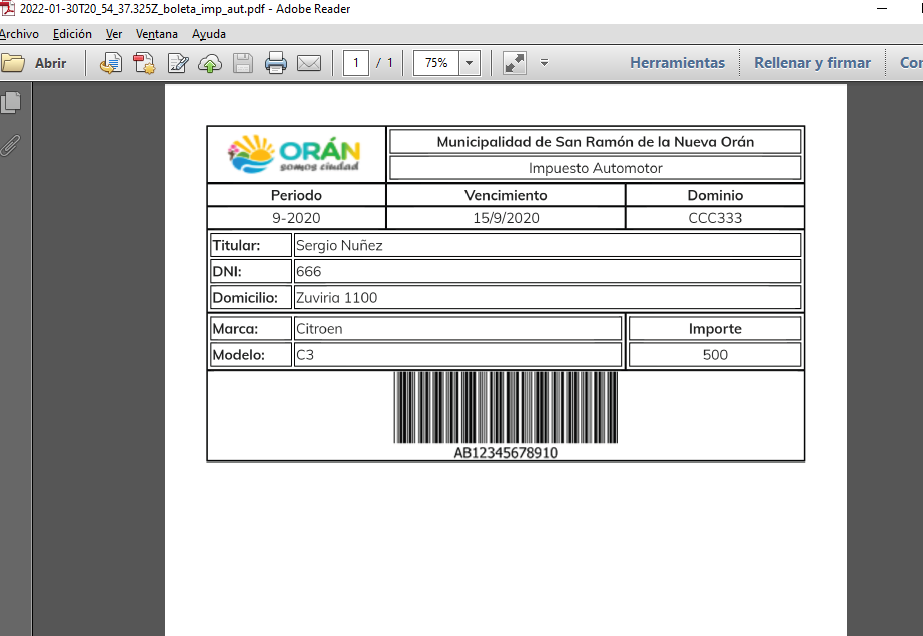 2022-01-30T20_54_37.325Z_boleta_imp_aut.pdf - Adobe Reader
Archivo Edición Ver Ventana Ayuda
Abrir 1 / 1 75% Herramientas Rellenar y firmar
ORÁN
somos ciudad
Municipalidad de San Ramón de la Nueva Orán
Impuesto Automotor
Periodo Vencimiento Dominio
9-2020 15/9/2020 CCC333
Titular: Sergio Nuñez
DNI: 666
Domicilio: Zuviria 1100
Marca: Citroen Importe
Modelo: C3 500
AB12345678910